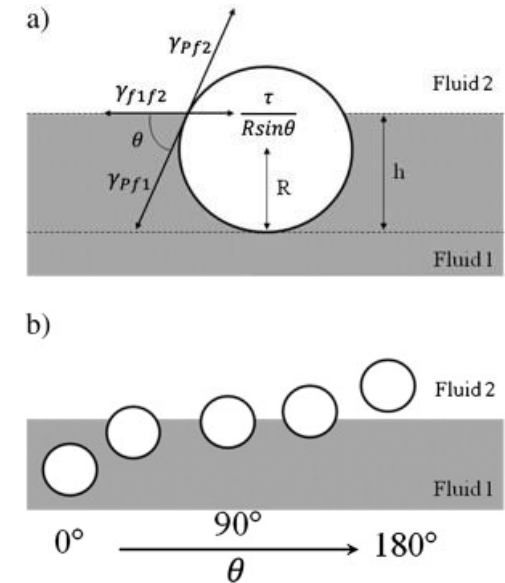 a)
γPf2
Fluid 2
γf1f2
τ
Rsinθ
θ
γPf1
R
h
Fluid 1
b)
Fluid 2
Fluid 1
0°
90°
180°
θ